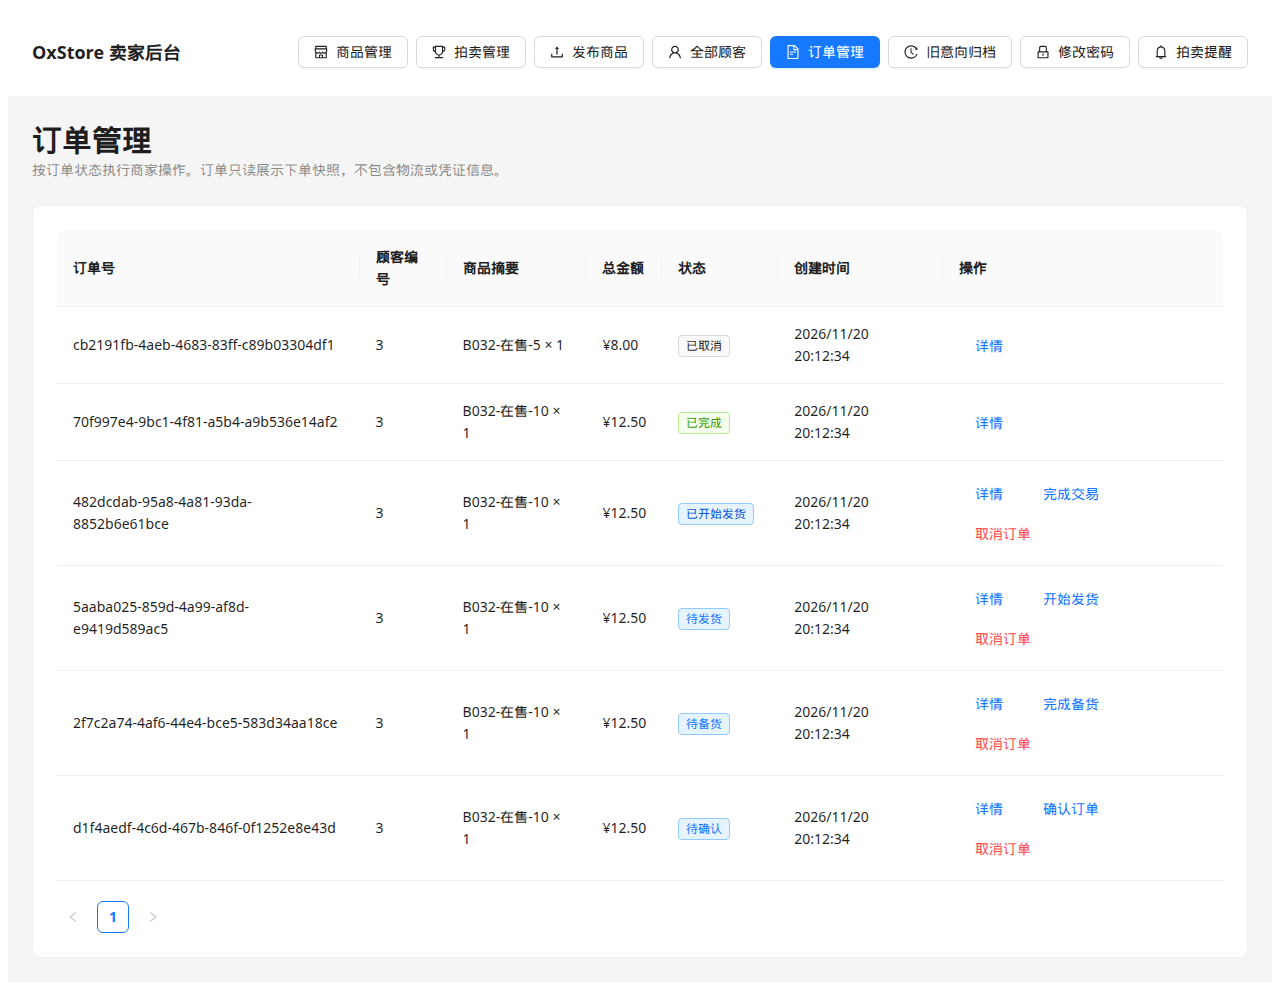 OxStore 卖家后台
商品管理
拍卖管理
发布商品
全部顾客
订单管理
旧意向归档
修改密码
拍卖提醒
订单管理
按订单状态执行商家操作。订单只读展示下单快照，不包含物流或凭证信息。
订单号 顾客编号 商品摘要 总金额 状态 创建时间 操作
cb2191fb-4aeb-4683-83ff-c89b03304df1 3 B032-在售-5 × 1 ¥8.00 已取消 2026/11/20 20:12:34 详情
70f997e4-9bc1-4f81-a5b4-a9b536e14af2 3 B032-在售-10 × 1 ¥12.50 已完成 2026/11/20 20:12:34 详情
482dcdab-95a8-4a81-93da-8852b6e61bce 3 B032-在售-10 × 1 ¥12.50 已开始发货 2026/11/20 20:12:34 详情 完成交易 取消订单
5aaba025-859d-4a99-af8d-e9419d589ac5 3 B032-在售-10 × 1 ¥12.50 待发货 2026/11/20 20:12:34 详情 开始发货 取消订单
2f7c2a74-4af6-44e4-bce5-583d34aa18ce 3 B032-在售-10 × 1 ¥12.50 待备货 2026/11/20 20:12:34 详情 完成备货 取消订单
d1f4aedf-4c6d-467b-846f-0f1252e8e43d 3 B032-在售-10 × 1 ¥12.50 待确认 2026/11/20 20:12:34 详情 确认订单 取消订单
1